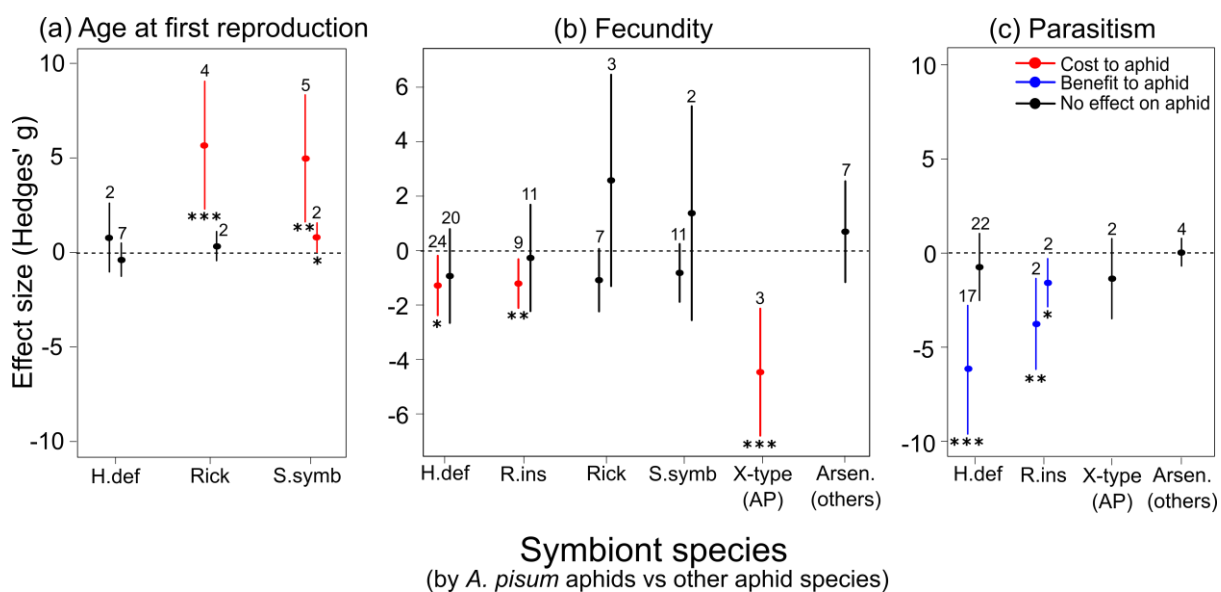 (a) Age at first reproduction
(b) Fecundity
(c) Parasitism
Effect size (Hedges' g)
10
5
0
-5
-10
2
7
4
***
2
5
**
2
*
H.def
Rick
S.symb
6
4
2
0
-2
-4
-6
24
*
20
9
**
11
7
3
11
2
3
***
7
H.def
R.ins
Rick
S.symb
X-type
(AP)
Arsen.
(others)
10
5
0
-5
-10
Cost to aphid
Benefit to aphid
No effect on aphid
17
***
22
2
**
2
*
2
4
H.def
R.ins
X-type
(AP)
Arsen.
(others)
Symbiont species
(by A. pisum aphids vs other aphid species)